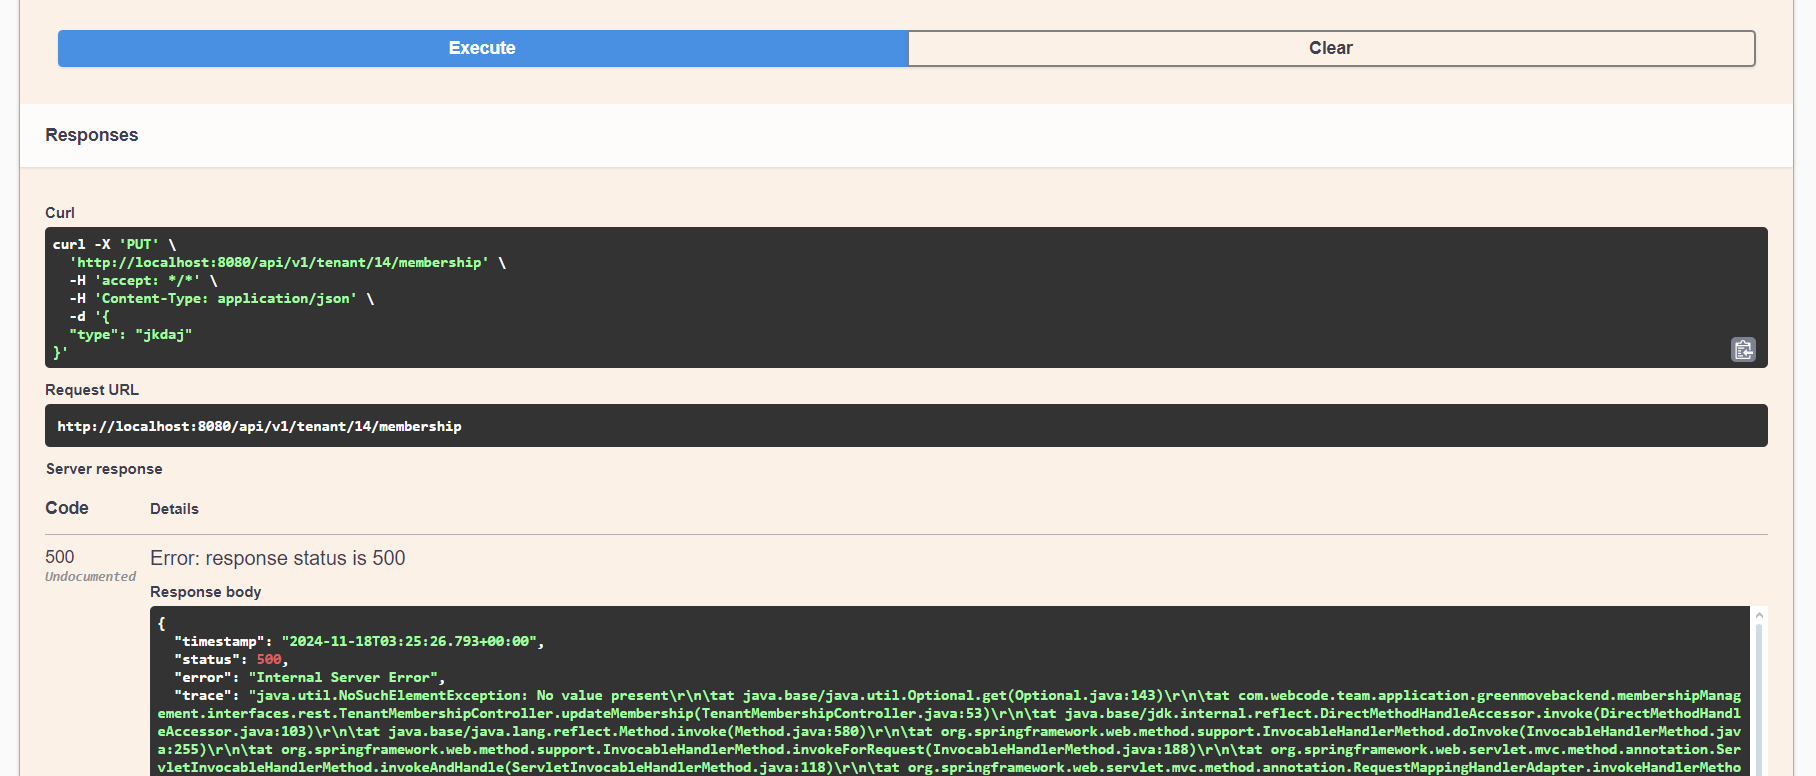 Execute
Clear
Responses
Curl
curl -X 'PUT' \
  'http://localhost:8080/api/v1/tenant/14/membership' \
  -H 'accept: */*' \
  -H 'Content-Type: application/json' \
  -d '{
  "type": "jkdaj"
}'
Request URL
http://localhost:8080/api/v1/tenant/14/membership
Server response
Code Details
500 Error: response status is 500
Undocumented
Response body
{
  "timestamp": "2024-11-18T03:25:26.793+00:00",
  "status": 500,
  "error": "Internal Server Error",
  "trace": "java.util.NoSuchElementException: No value present\r\n\tat java.base/java.util.Optional.get(Optional.java:143)\r\n\tat com.webcode.team.application.greenmovebackend.membershipManag
ement.interfaces.rest.TenantMembershipController.updateMembership(TenantMembershipController.java:53)\r\n\tat java.base/jdk.internal.reflect.DirectMethodHandleAccessor.invoke(DirectMethodHandl
eAccessor.java:103)\r\n\tat java.base/java.lang.reflect.Method.invoke(Method.java:580)\r\n\tat org.springframework.web.method.support.InvocableHandlerMethod.doInvoke(InvocableHandlerMethod.jav
a:255)\r\n\tat org.springframework.web.method.support.InvocableHandlerMethod.invokeForRequest(InvocableHandlerMethod.java:188)\r\n\tat org.springframework.web.servlet.mvc.method.annotation.Ser
vletInvocableHandlerMethod.invokeAndHandle(ServletInvocableHandlerMethod.java:118)\r\n\tat org.springframework.web.servlet.mvc.method.annotation.RequestMappingHandlerAdapter.invokeHandlerMetho